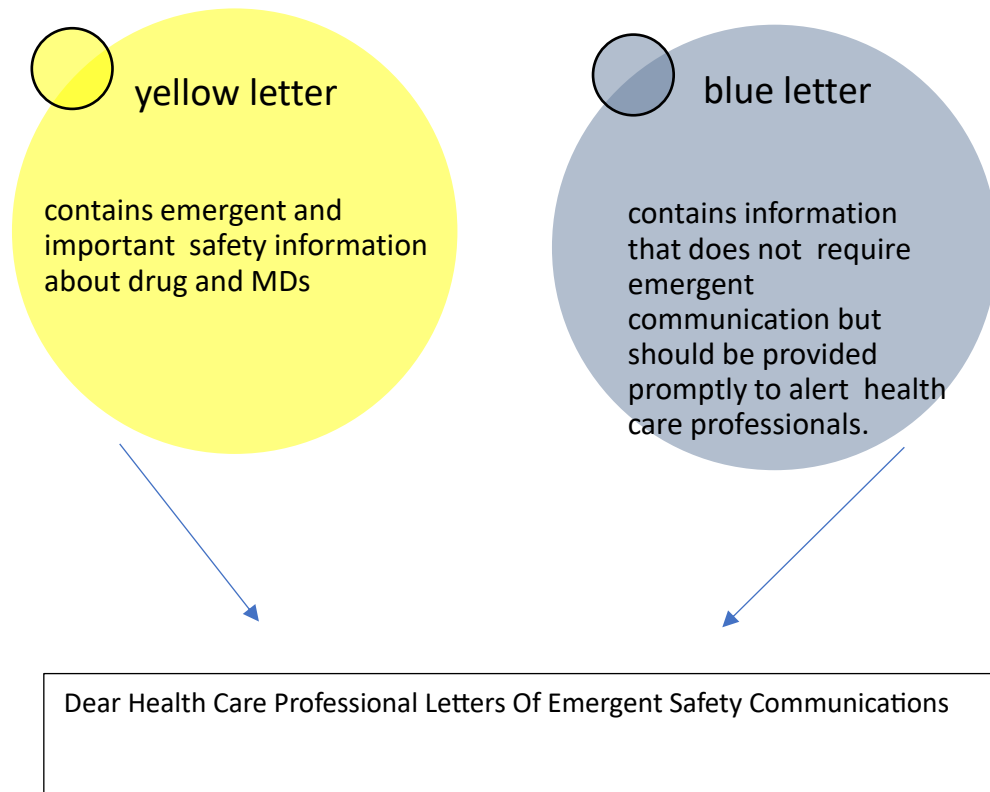 yellow letter
contains emergent and
important safety information
about drug and MDs
blue letter
contains information
that does not require
emergent
communication but
should be provided
promptly to alert health
care professionals.
Dear Health Care Professional Letters Of Emergent Safety Communications